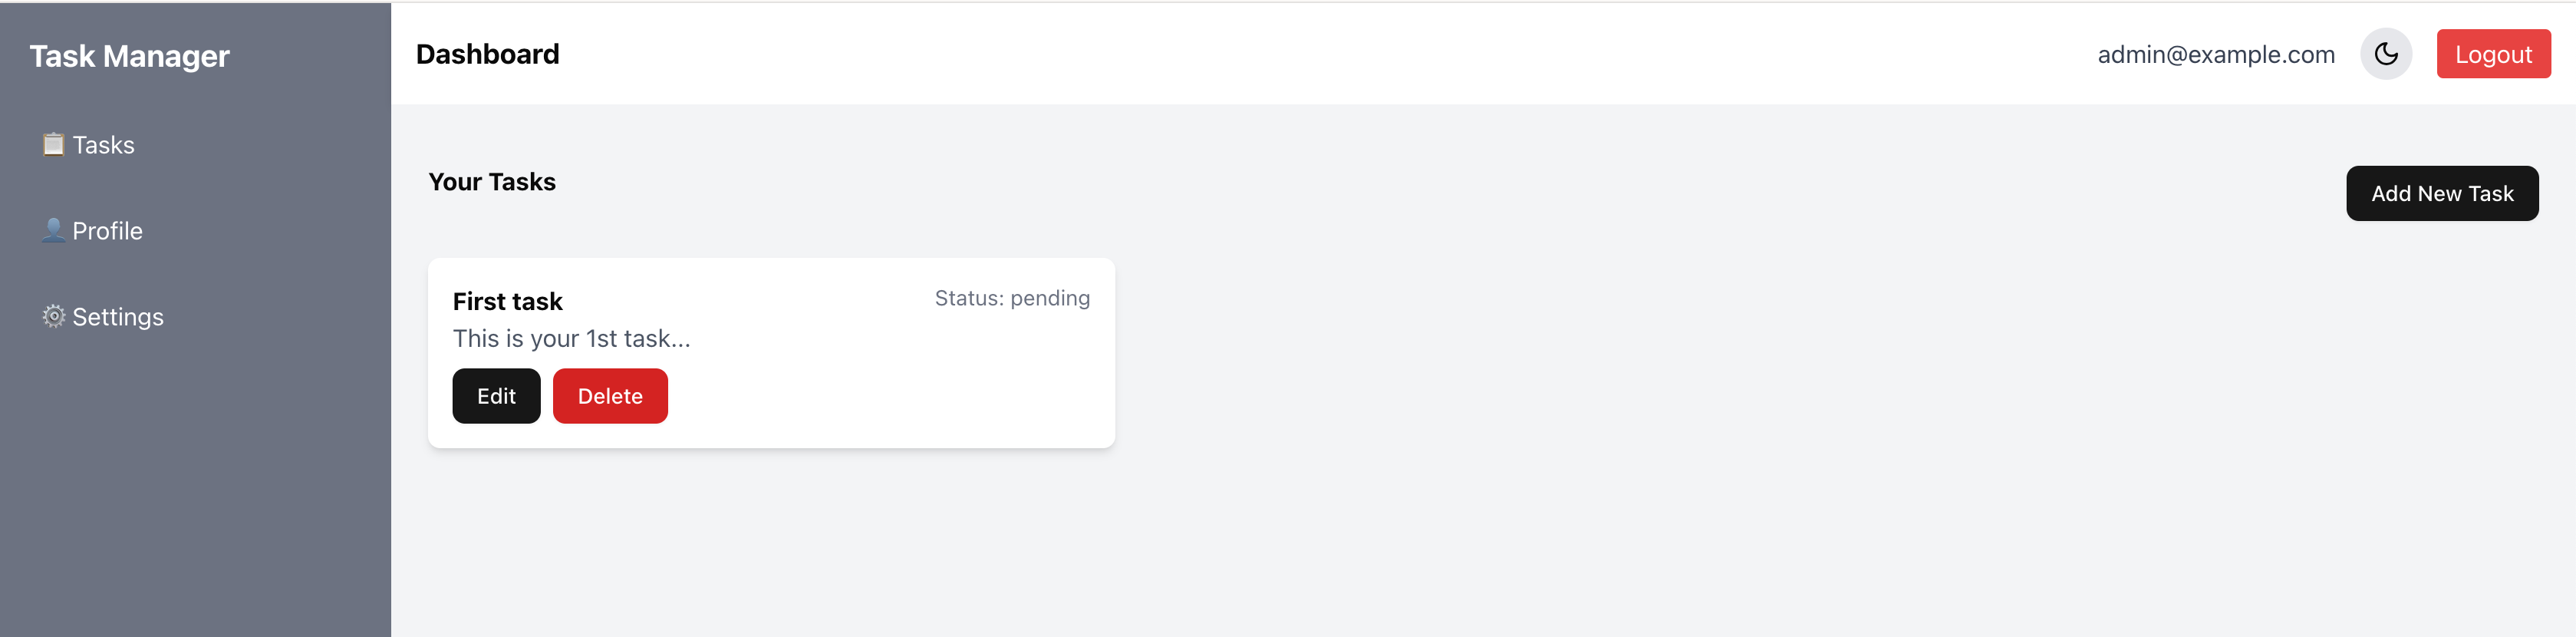 Task Manager
📋 Tasks
👤 Profile
⚙️ Settings
Dashboard
admin@example.com
Logout
Your Tasks
Add New Task
First task
Status: pending
This is your 1st task...
Edit
Delete